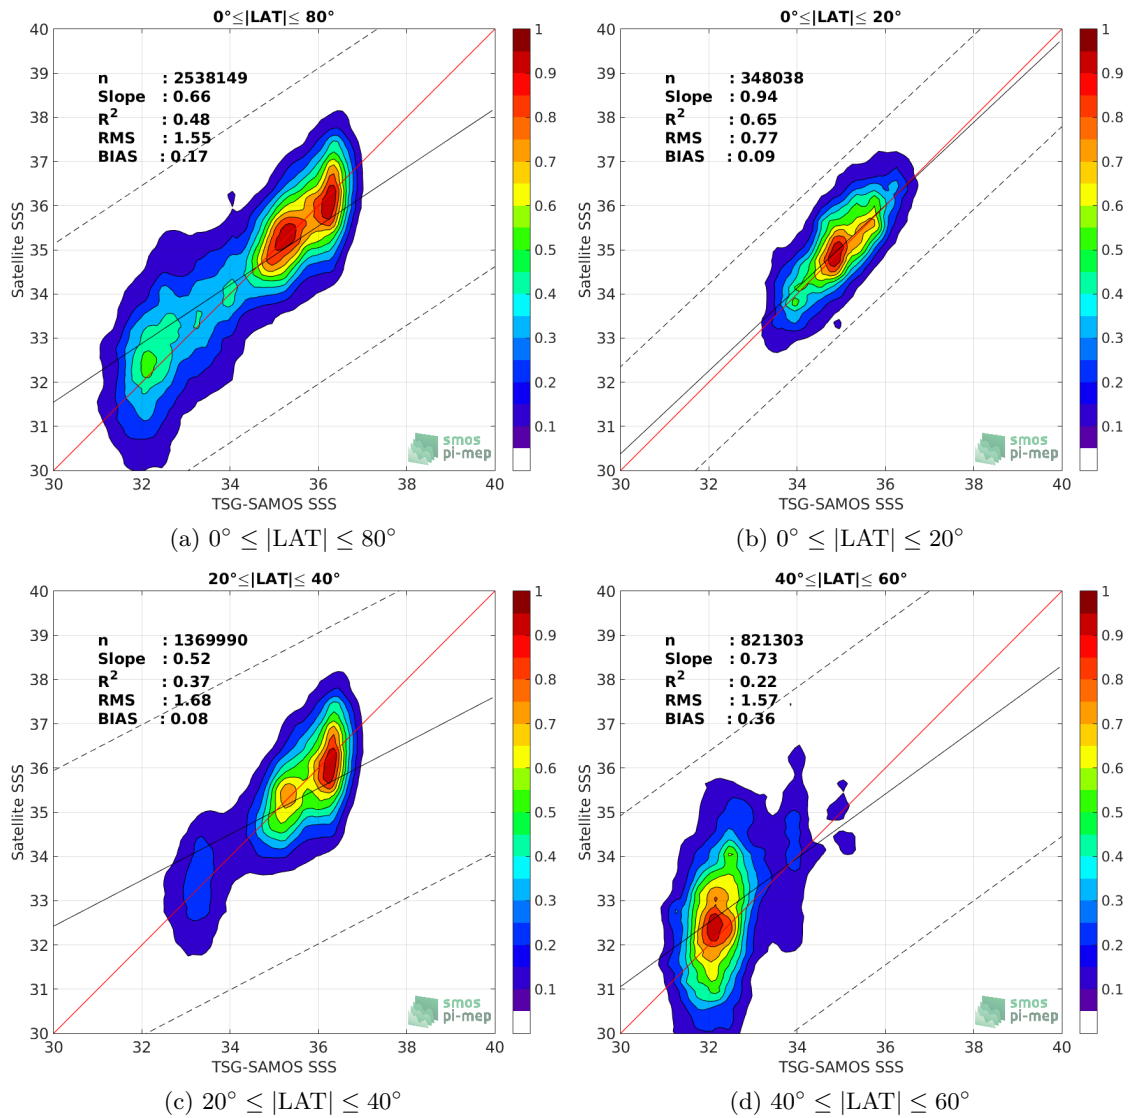 0°≤|LAT|≤ 80°
n : 2538149
Slope : 0.66
R² : 0.48
RMS : 1.55
BIAS : 0.17
Satellite SSS
40
39
38
37
36
35
34
33
32
31
30
30 32 34 36 38 40
TSG-SAMOS SSS
1
0.9
0.8
0.7
0.6
0.5
0.4
0.3
0.2
0.1
smos
pi-mep
(a) 0° ≤ |LAT| ≤ 80°
0°≤|LAT|≤ 20°
n : 348038
Slope : 0.94
R² : 0.65
RMS : 0.77
BIAS : 0.09
Satellite SSS
40
39
38
37
36
35
34
33
32
31
30
30 32 34 36 38 40
TSG-SAMOS SSS
1
0.9
0.8
0.7
0.6
0.5
0.4
0.3
0.2
0.1
smos
pi-mep
(b) 0° ≤ |LAT| ≤ 20°
20°≤|LAT|≤ 40°
n : 1369990
Slope : 0.52
R² : 0.37
RMS : 1.68
BIAS : 0.08
Satellite SSS
40
39
38
37
36
35
34
33
32
31
30
30 32 34 36 38 40
TSG-SAMOS SSS
1
0.9
0.8
0.7
0.6
0.5
0.4
0.3
0.2
0.1
smos
pi-mep
(c) 20° ≤ |LAT| ≤ 40°
40°≤|LAT|≤ 60°
n : 821303
Slope : 0.73
R² : 0.22
RMS : 1.57
BIAS : 0.36
Satellite SSS
40
39
38
37
36
35
34
33
32
31
30
30 32 34 36 38 40
TSG-SAMOS SSS
1
0.9
0.8
0.7
0.6
0.5
0.4
0.3
0.2
0.1
smos
pi-mep
(d) 40° ≤ |LAT| ≤ 60°